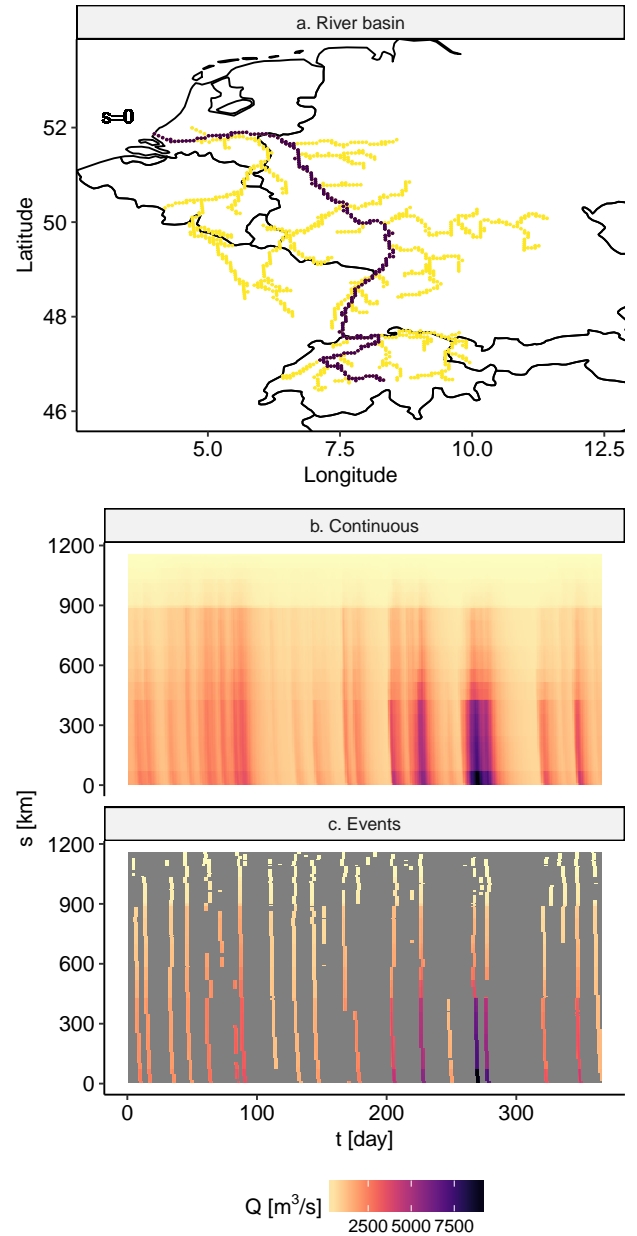 a. River basin
s=0
52
50
48
46
Latitude
5.0 7.5 10.0 12.5
Longitude
b. Continuous
1200
900
600
300
0
s [km]
c. Events
1200
900
600
300
0
0 100 200 300
t [day]
Q [m³/s]
2500 5000 7500